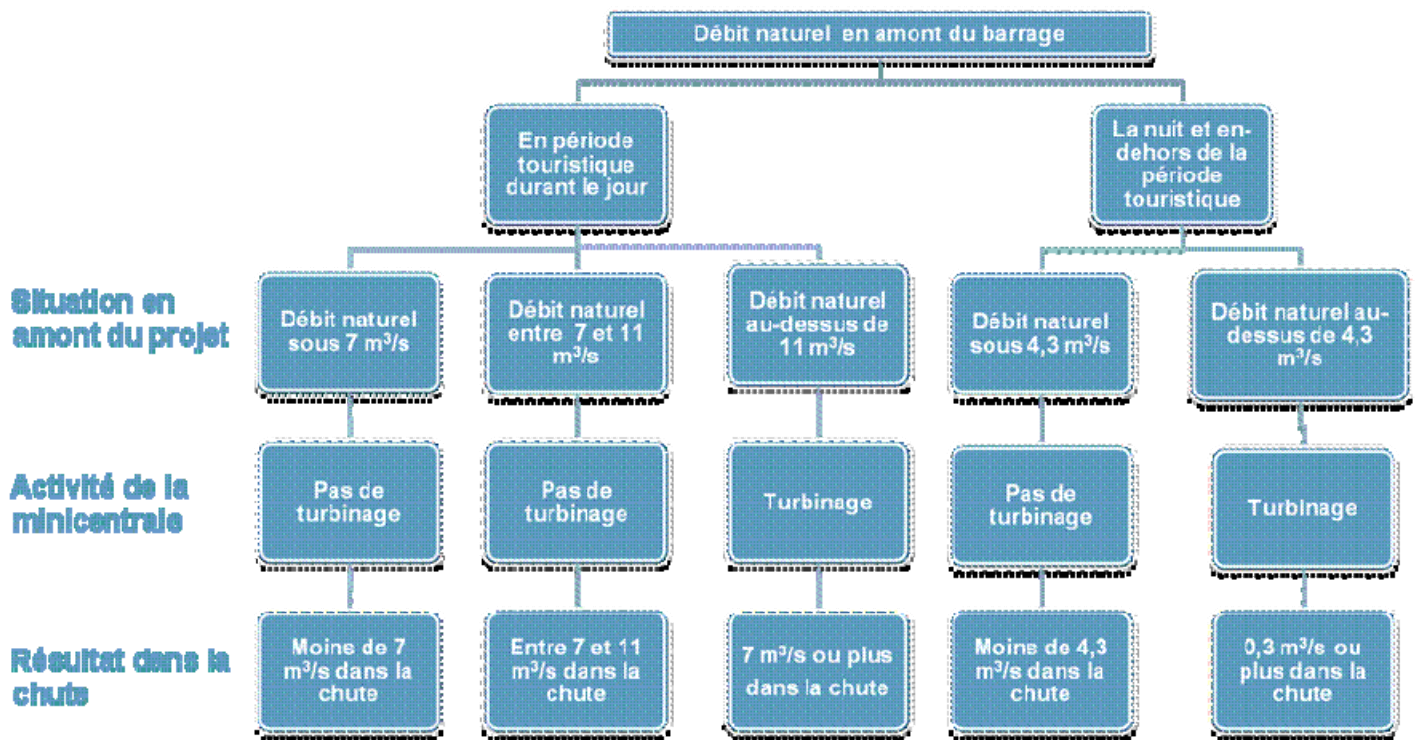 Débit naturel en amont du barrage
En période
touristique
durant le jour
La nuit et en-
dehors de la
période
touristique
Situation en
amont du projet
Débit naturel
sous 7 m³/s
Débit naturel
entre 7 et 11
m³/s
Débit naturel
au-dessus de
11 m³/s
Débit naturel
sous 4,3 m³/s
Débit naturel au-
dessus de 4,3
m³/s
Activité de la
minicentrale
Pas de
turbinage
Pas de
turbinage
Turbinage
Pas de
turbinage
Turbinage
Résultat dans la
chute
Moins de 7
m³/s dans la
chute
Entre 7 et 11
m³/s dans la
chute
7 m³/s ou plus
dans la chute
Moins de 4,3
m³/s dans la
chute
0,3 m³/s ou
plus dans la
chute